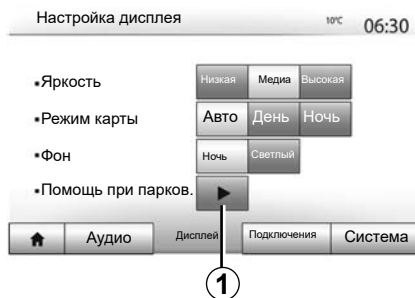 Настройка дисплея 10°C 06:30
▪Яркость Низкая Медиа Высокая
▪Режим карты Авто День Ночь
▪Фон Ночь Светлый
▪Помощь при парков.
Аудио Дисплей Подключения Система
1